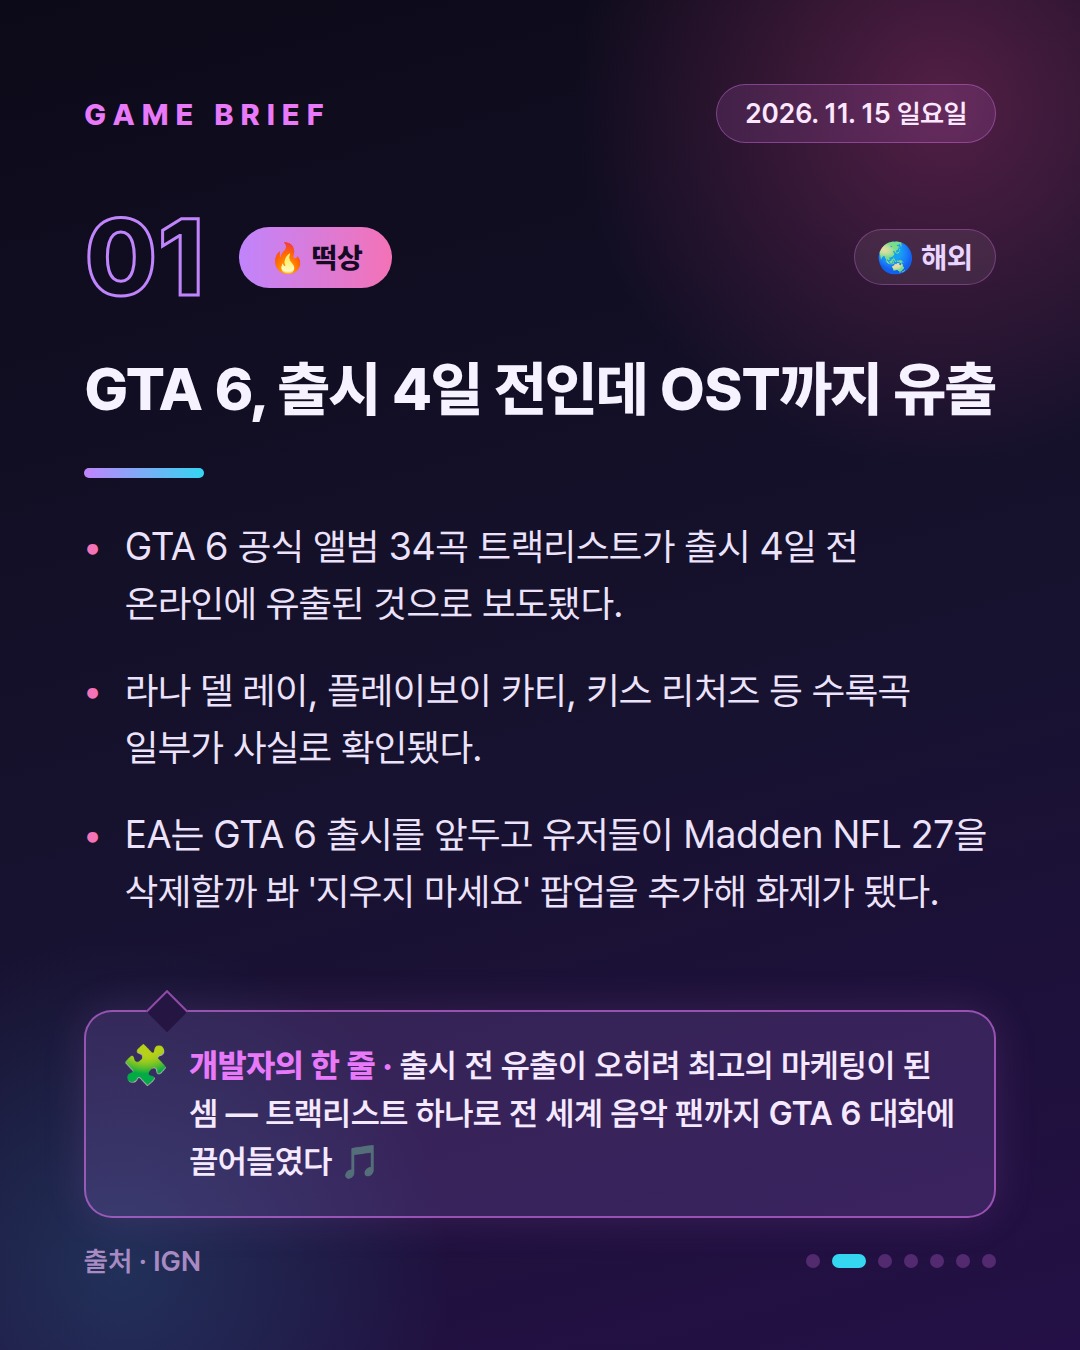 GAME BRIEF
2026. 11. 15 일요일
01
🔥 떡상
🌏 해외
GTA 6, 출시 4일 전인데 OST까지 유출
• GTA 6 공식 앨범 34곡 트랙리스트가 출시 4일 전
온라인에 유출된 것으로 보도됐다.
• 라나 델 레이, 플레이보이 카티, 키스 리처즈 등 수록곡
일부가 사실로 확인됐다.
• EA는 GTA 6 출시를 앞두고 유저들이 Madden NFL 27을
삭제할까 봐 '지우지 마세요' 팝업을 추가해 화제가 됐다.
🧩 개발자의 한 줄 · 출시 전 유출이 오히려 최고의 마케팅이 된
셈 — 트랙리스트 하나로 전 세계 음악 팬까지 GTA 6 대화에
끌어들였다 🎵
출처 · IGN